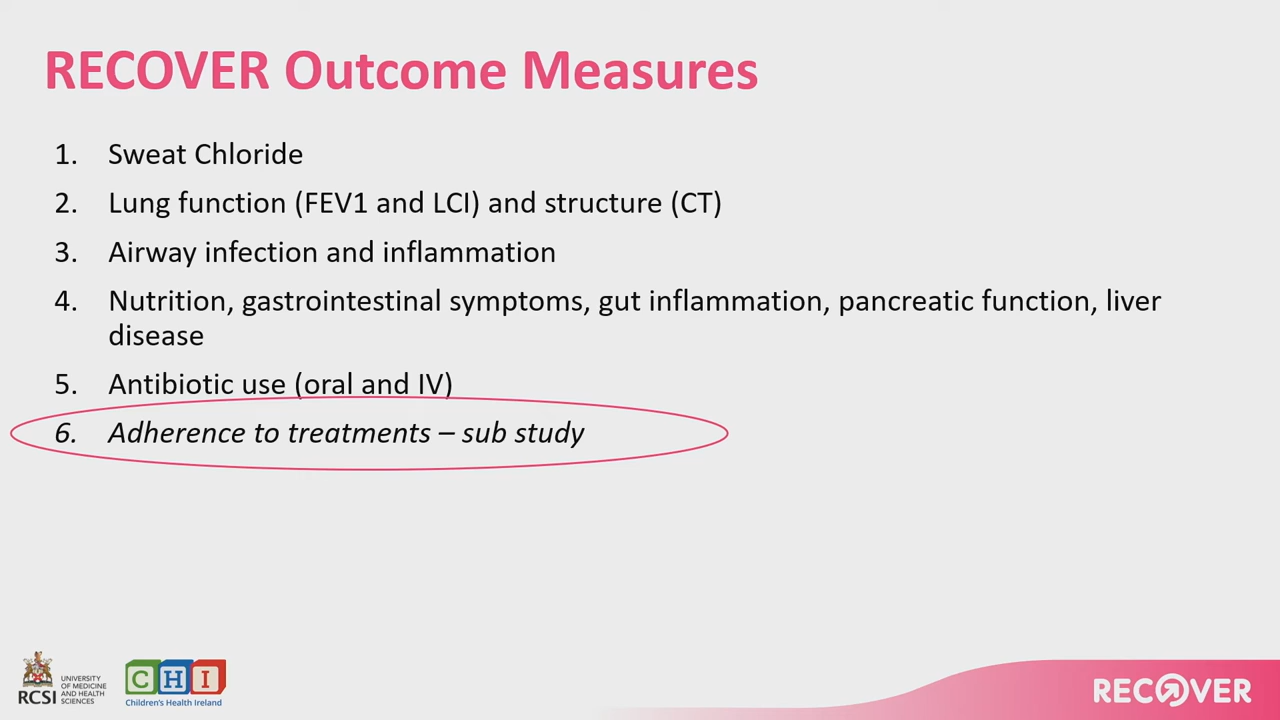 RECOVER Outcome Measures
1. Sweat Chloride
2. Lung function (FEV1 and LCI) and structure (CT)
3. Airway infection and inflammation
4. Nutrition, gastrointestinal symptoms, gut inflammation, pancreatic function, liver
disease
5. Antibiotic use (oral and IV)
6. Adherence to treatments – sub study
RCSI
UNIVERSITY
OF MEDICINE
AND HEALTH
SCIENCES
CHI
Children's Health Ireland
RECOVER